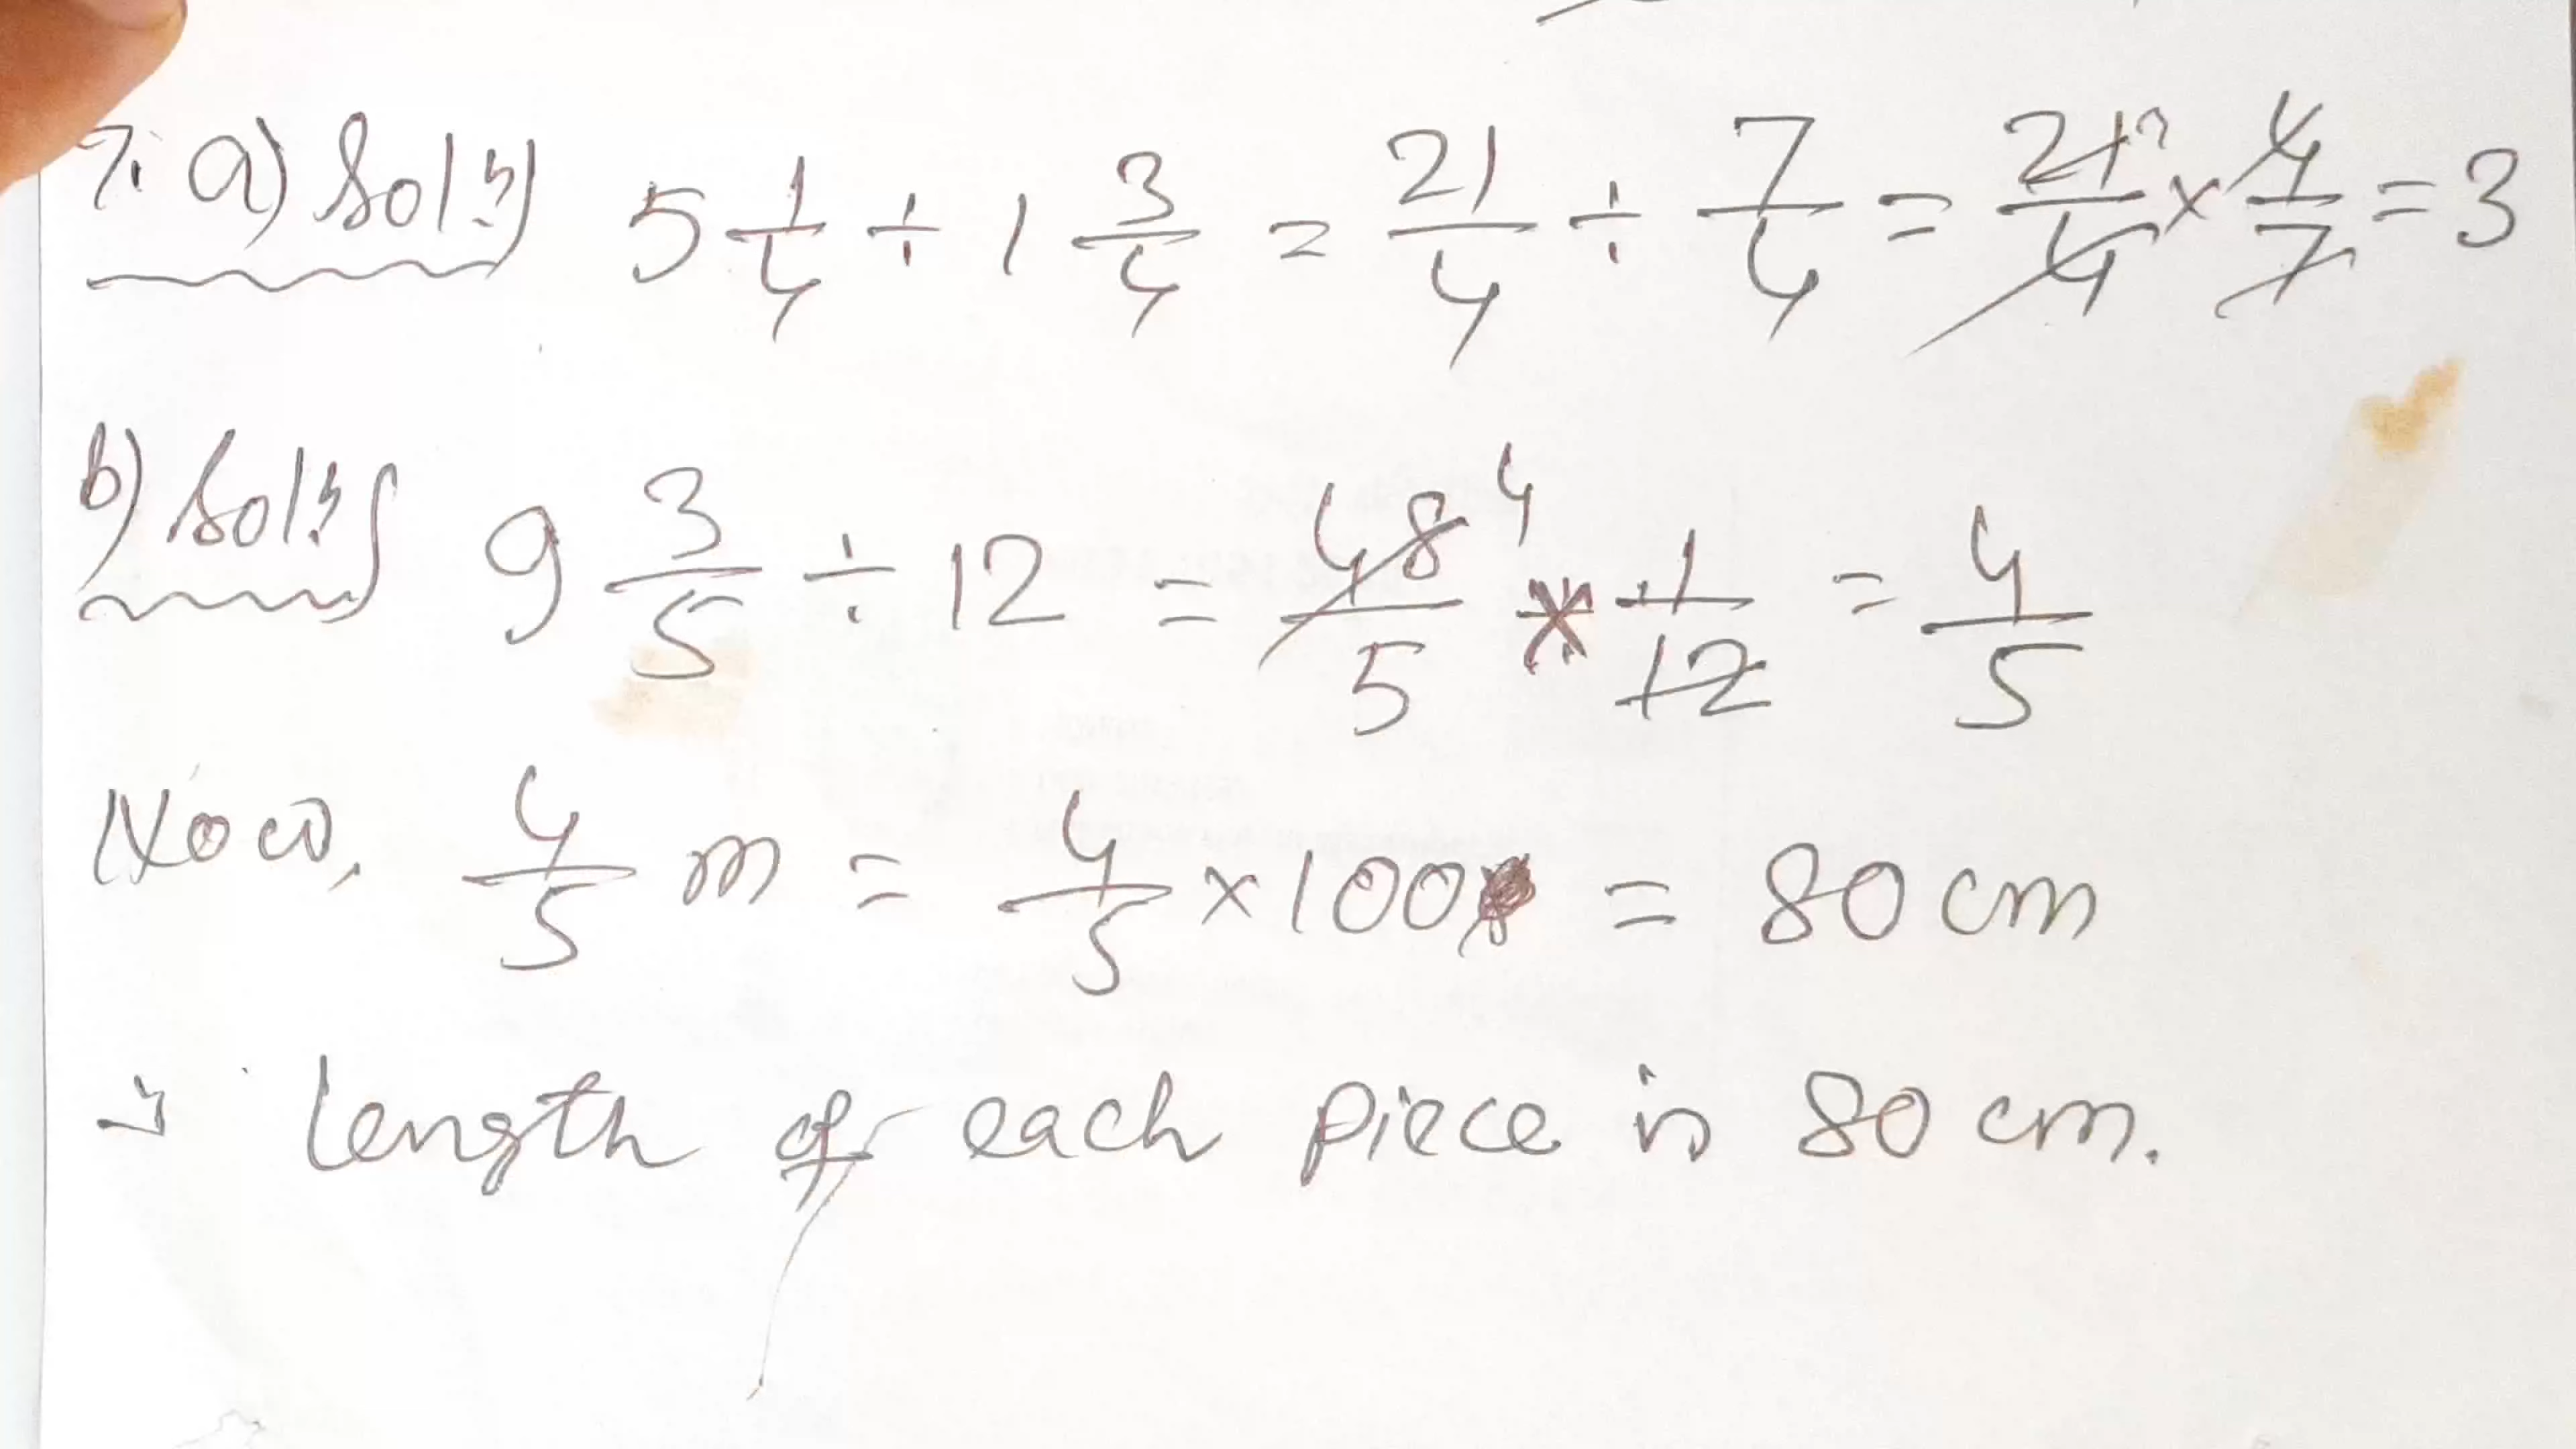 7. a) Sol:n 5 1/4 ÷ 1 3/4 = 21/4 ÷ 7/4 = 21³/4 × 4/7 = 3
b) Sol:n 9 3/5 ÷ 12 = 48⁴/5 × 1/12 = 4/5
Now, 4/5 m = 4/5 × 100 = 80 cm
→ length of each piece is 80 cm.